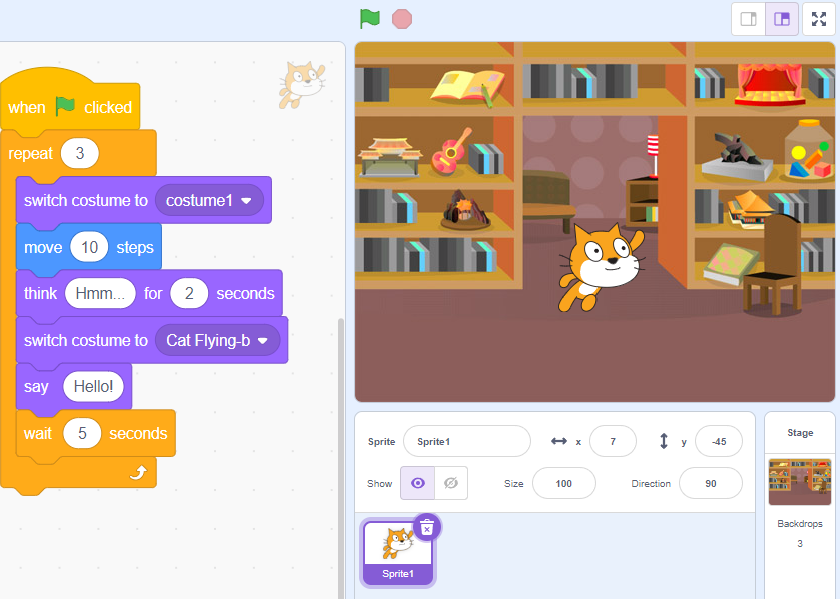 when clicked
repeat 3
switch costume to costume1
move 10 steps
think Hmm... for 2 seconds
switch costume to Cat Flying-b
say Hello!
wait 5 seconds
Sprite Sprite1 x 7 y -45
Show Size 100 Direction 90
Sprite1
Stage
Backdrops
3